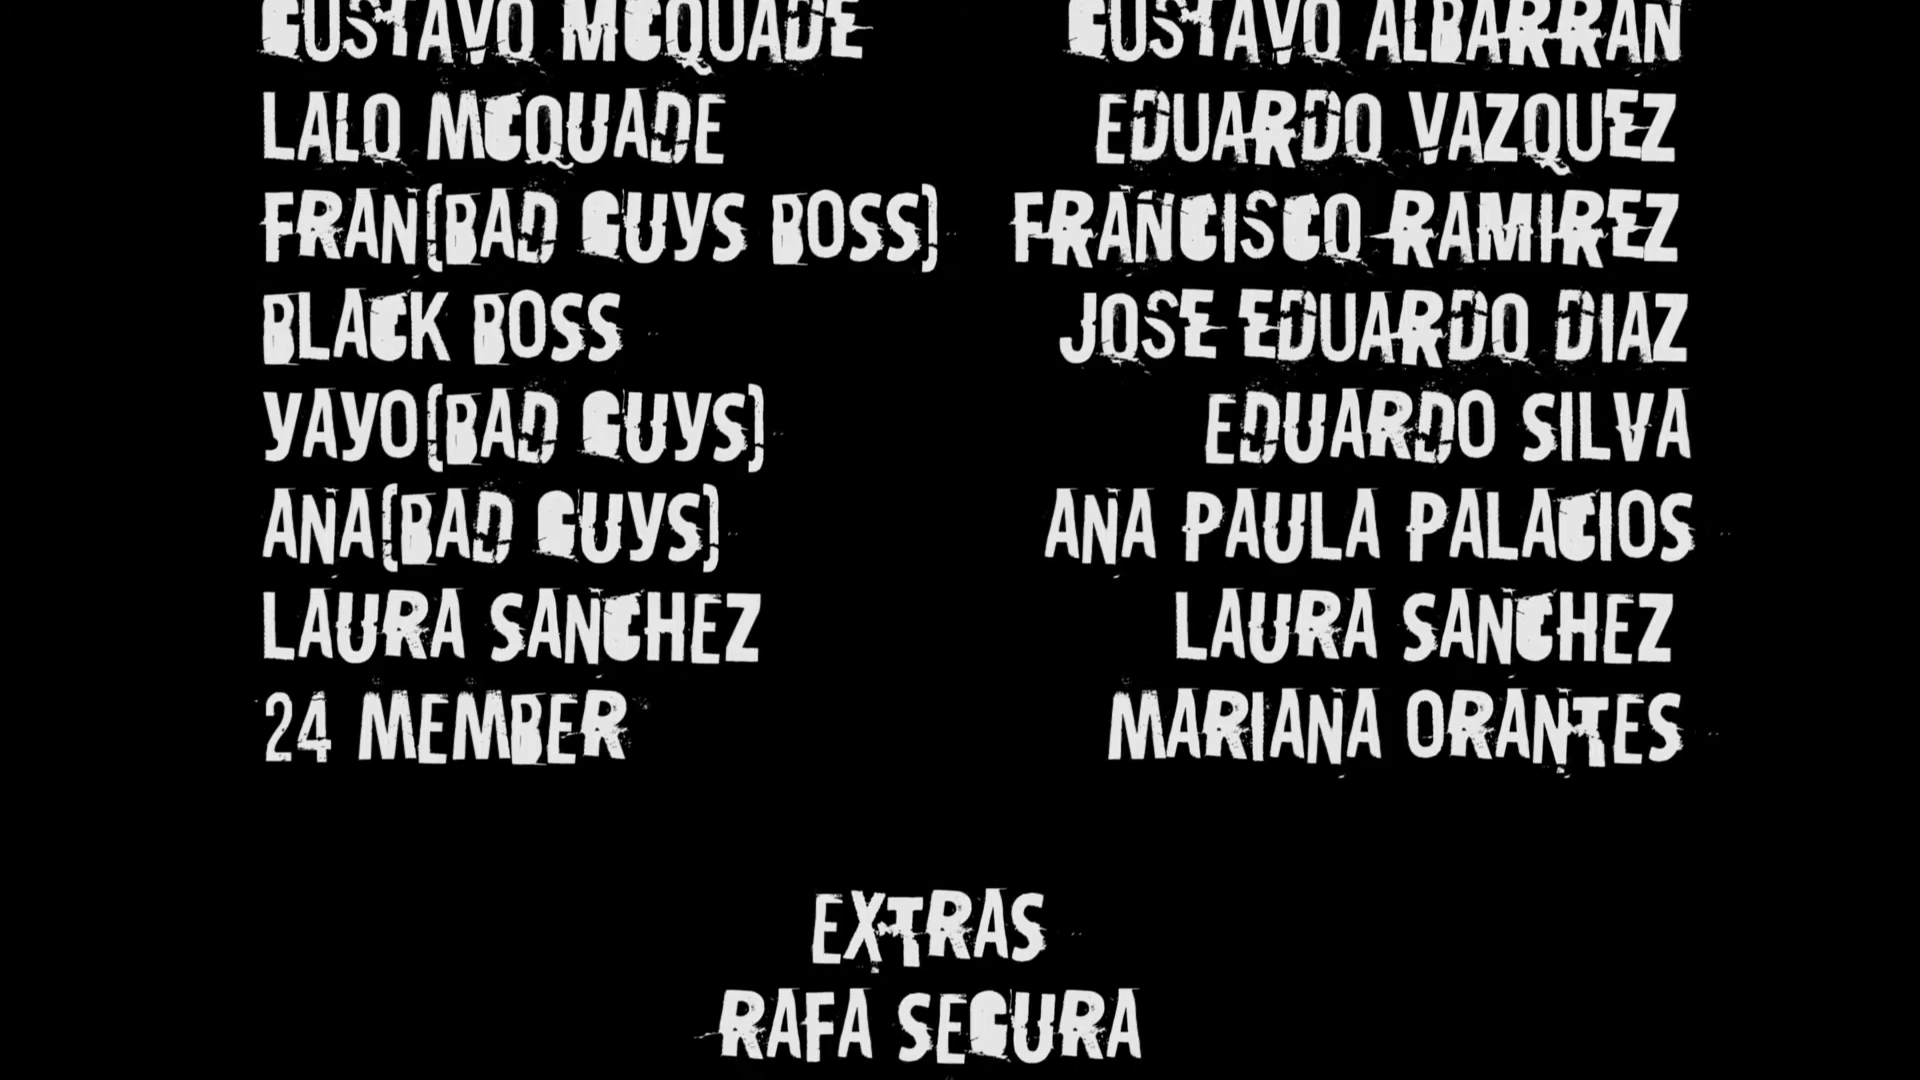 GUSTAVO MCQUADE GUSTAVO ALBARRAN
LALO MCQUADE EDUARDO VAZQUEZ
FRAN(BAD GUYS BOSS) FRANCISCO RAMIREZ
BLACK BOSS JOSE EDUARDO DIAZ
YAYO(BAD GUYS) EDUARDO SILVA
ANA(BAD GUYS) ANA PAULA PALACIOS
LAURA SANCHEZ LAURA SANCHEZ
24 MEMBER MARIANA ORANTES
EXTRAS
RAFA SEGURA